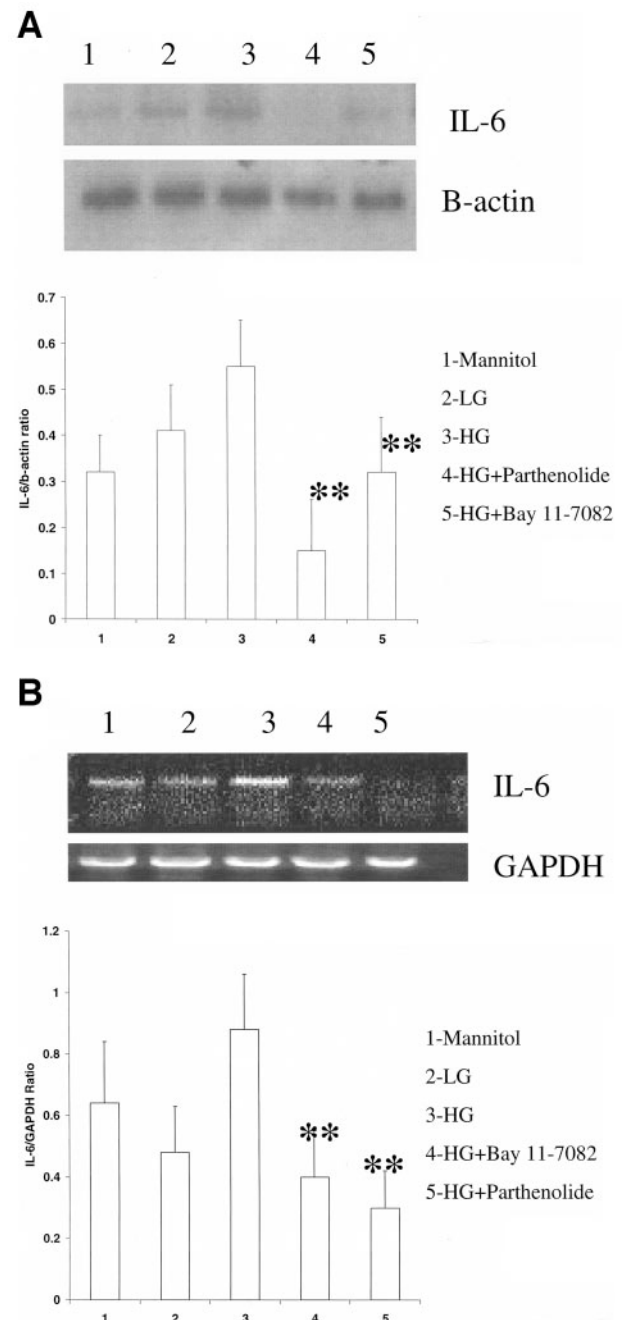 A
1 2 3 4 5
IL-6
B-actin
0.7
0.6
0.5
0.4
0.3
0.2
0.1
0
IL-6/b-actin ratio
**
**
1 2 3 4 5
1-Mannitol
2-LG
3-HG
4-HG+Parthenolide
5-HG+Bay 11-7082
B
1 2 3 4 5
IL-6
GAPDH
1.2
1
0.8
0.6
0.4
0.2
0
IL-6/GAPDH Ratio
**
**
1 2 3 4 5
1-Mannitol
2-LG
3-HG
4-HG+Bay 11-7082
5-HG+Parthenolide